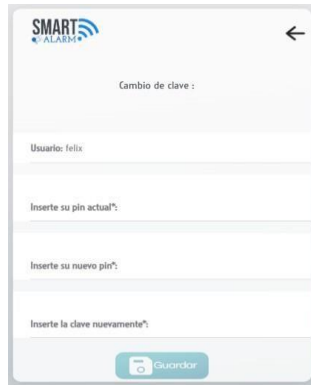 SMART
ALARM
Cambio de clave :
Usuario: felix
Inserte su pin actual*:
Inserte su nuevo pin*:
Inserte la clave nuevamente*:
Guardar